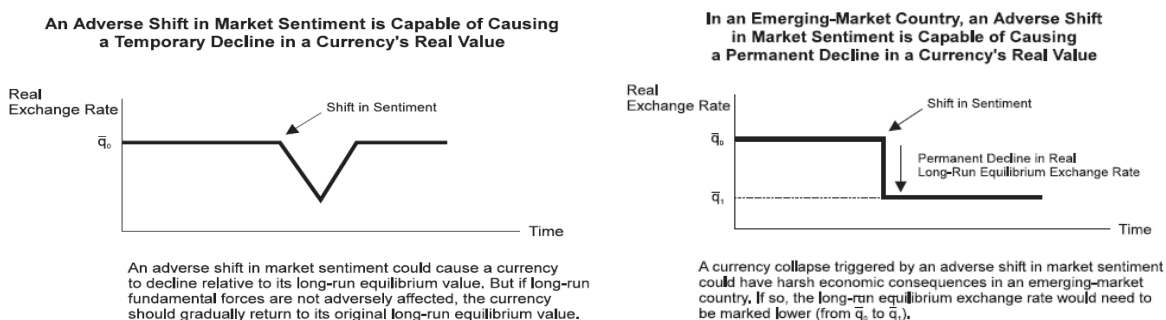 An Adverse Shift in Market Sentiment is Capable of Causing
a Temporary Decline in a Currency's Real Value
Real
Exchange Rate
Shift in Sentiment
q̅₀
Time
An adverse shift in market sentiment could cause a currency
to decline relative to its long-run equilibrium value. But if long-run
fundamental forces are not adversely affected, the currency
should gradually return to its original long-run equilibrium value.
In an Emerging-Market Country, an Adverse Shift
in Market Sentiment is Capable of Causing
a Permanent Decline in a Currency's Real Value
Real
Exchange Rate
Shift in Sentiment
q̅₀
Permanent Decline in Real
Long-Run Equilibrium Exchange Rate
q̅₁
Time
A currency collapse triggered by an adverse shift in market sentiment
could have harsh economic consequences in an emerging-market
country. If so, the long-run equilibrium exchange rate would need to
be marked lower (from q̅₀ to q̅₁).